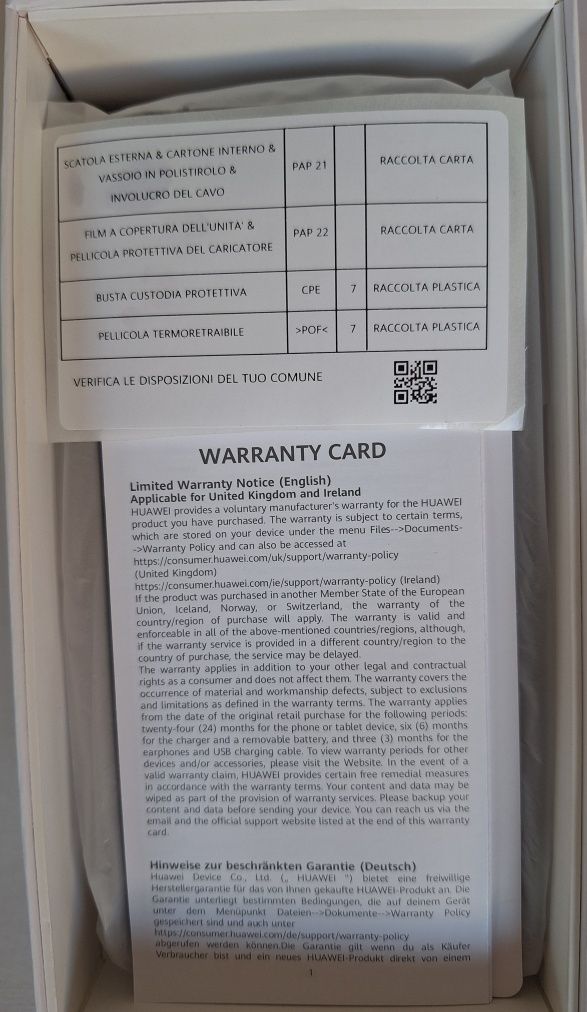 SCATOLA ESTERNA & CARTONE INTERNO &
VASSOIO IN POLISTIROLO &
INVOLUCRO DEL CAVO
PAP 21
RACCOLTA CARTA
FILM A COPERTURA DELL'UNITA' &
PELLICOLA PROTETTIVA DEL CARICATORE
PAP 22
RACCOLTA CARTA
BUSTA CUSTODIA PROTETTIVA
CPE
7
RACCOLTA PLASTICA
PELLICOLA TERMORETRAIBILE
>POF<
7
RACCOLTA PLASTICA
VERIFICA LE DISPOSIZIONI DEL TUO COMUNE
WARRANTY CARD
Limited Warranty Notice (English)
Applicable for United Kingdom and Ireland
HUAWEI provides a voluntary manufacturer's warranty for the HUAWEI
product you have purchased. The warranty is subject to certain terms,
which are stored on your device under the menu Files-->Documents-
->Warranty Policy and can also be accessed at
https://consumer.huawei.com/uk/support/warranty-policy
(United Kingdom)
https://consumer.huawei.com/ie/support/warranty-policy (Ireland)
If the product was purchased in another Member State of the European
Union, Iceland, Norway, or Switzerland, the warranty of the
country/region of purchase will apply. The warranty is valid and
enforceable in all of the above-mentioned countries/regions, although,
if the warranty service is provided in a different country/region to the
country of purchase, the service may be delayed.
The warranty applies in addition to your other legal and contractual
rights as a consumer and does not affect them. The warranty covers the
occurrence of material and workmanship defects, subject to exclusions
and limitations as defined in the warranty terms. The warranty applies
from the date of the original retail purchase for the following periods:
twenty-four (24) months for the phone or tablet device, six (6) months
for the charger and a removable battery, and three (3) months for the
earphones and USB charging cable. To view warranty periods for other
devices and/or accessories, please visit the Website. In the event of a
valid warranty claim, HUAWEI provides certain free remedial measures
in accordance with the warranty terms. Your content and data may be
wiped as part of the provision of warranty services. Please backup your
content and data before sending your device. You can reach us via the
email and the official support website listed at the end of this warranty
card.
Hinweise zur beschränkten Garantie (Deutsch)
Huawei Device Co., Ltd. („ HUAWEI ") bietet eine freiwillige
Herstellergarantie für das von Ihnen gekaufte HUAWEI-Produkt an. Die
Garantie unterliegt bestimmten Bedingungen, die auf deinem Gerät
unter dem Menüpunkt Dateien-->Dokumente-->Warranty Policy
gespeichert sind und auch unter
https://consumer.huawei.com/de/support/warranty-policy
abgerufen werden können.Die Garantie gilt wenn du als Käufer
Verbraucher bist und ein neues HUAWEI-Produkt direkt von einem
1